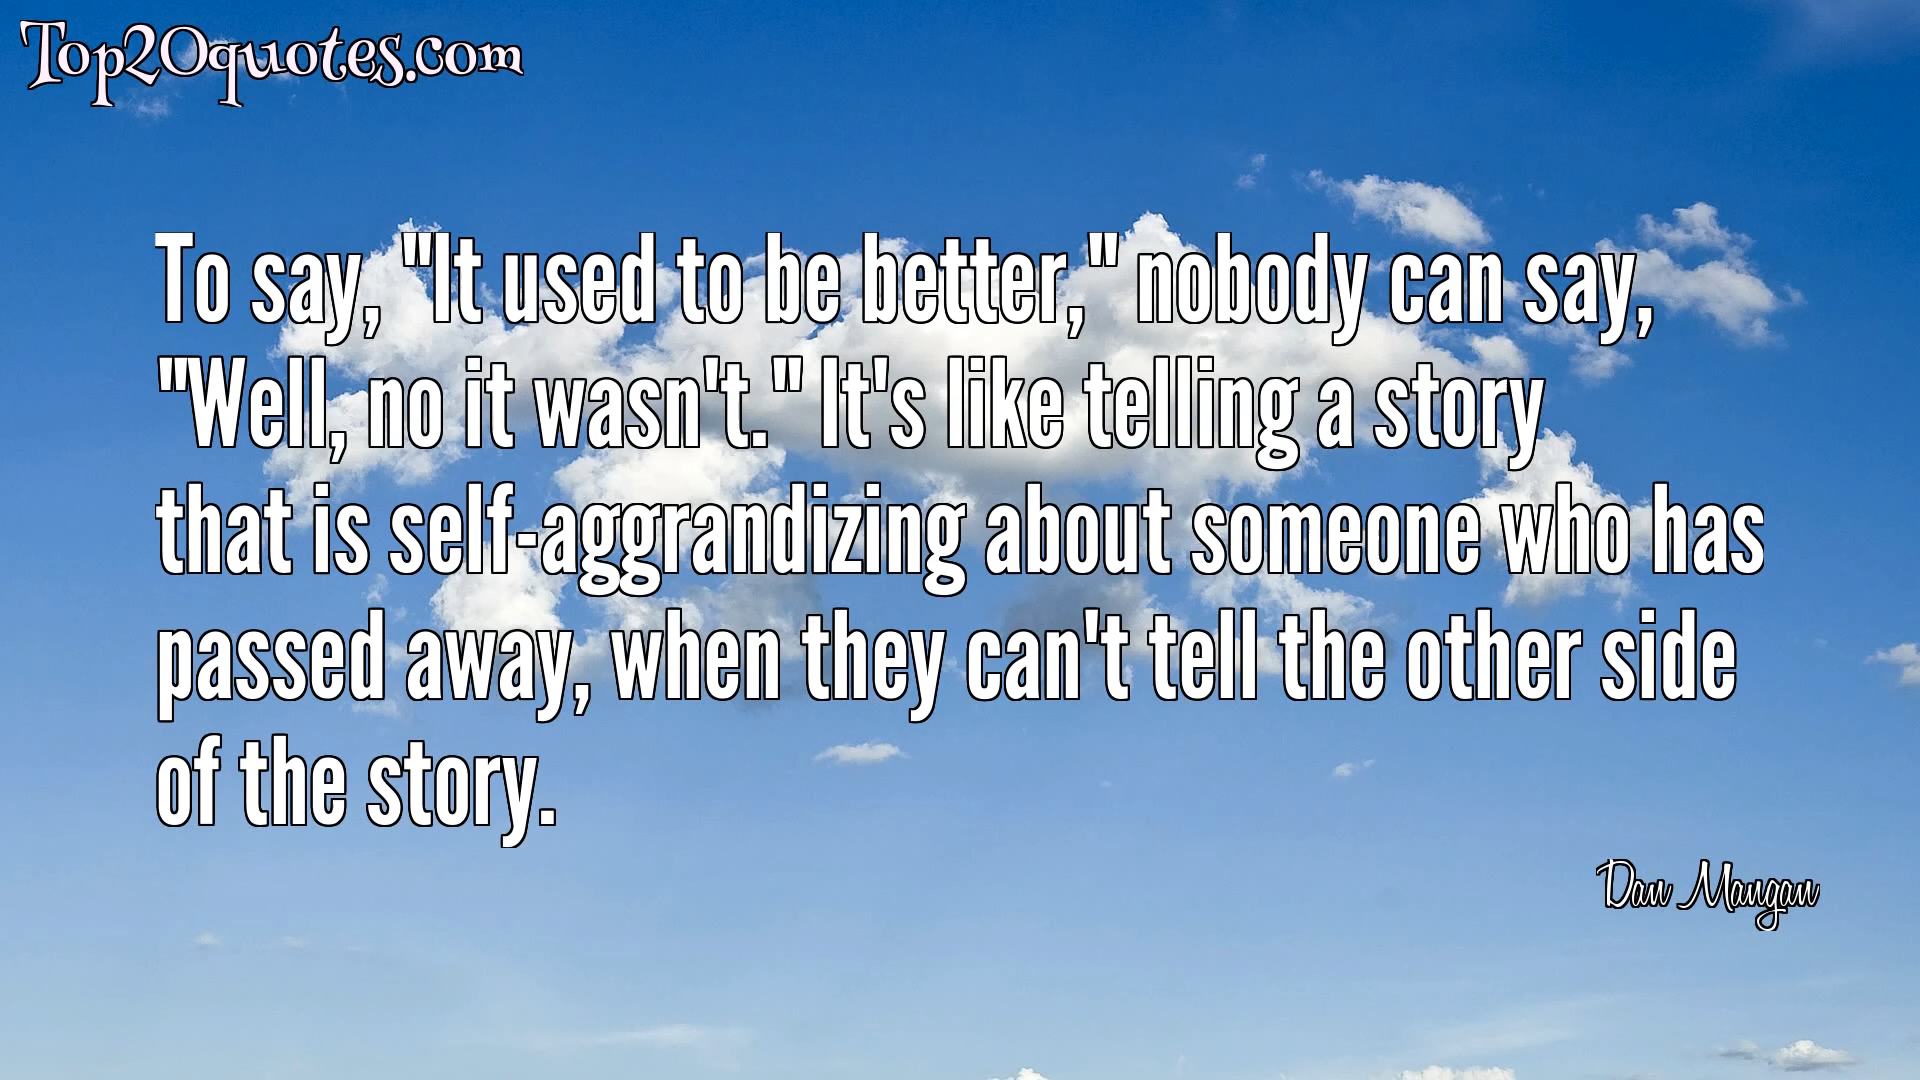 Top20quotes.com
To say, "It used to be better," nobody can say,
"Well, no it wasn't." It's like telling a story
that is self-aggrandizing about someone who has
passed away, when they can't tell the other side
of the story.
Dan Mangan